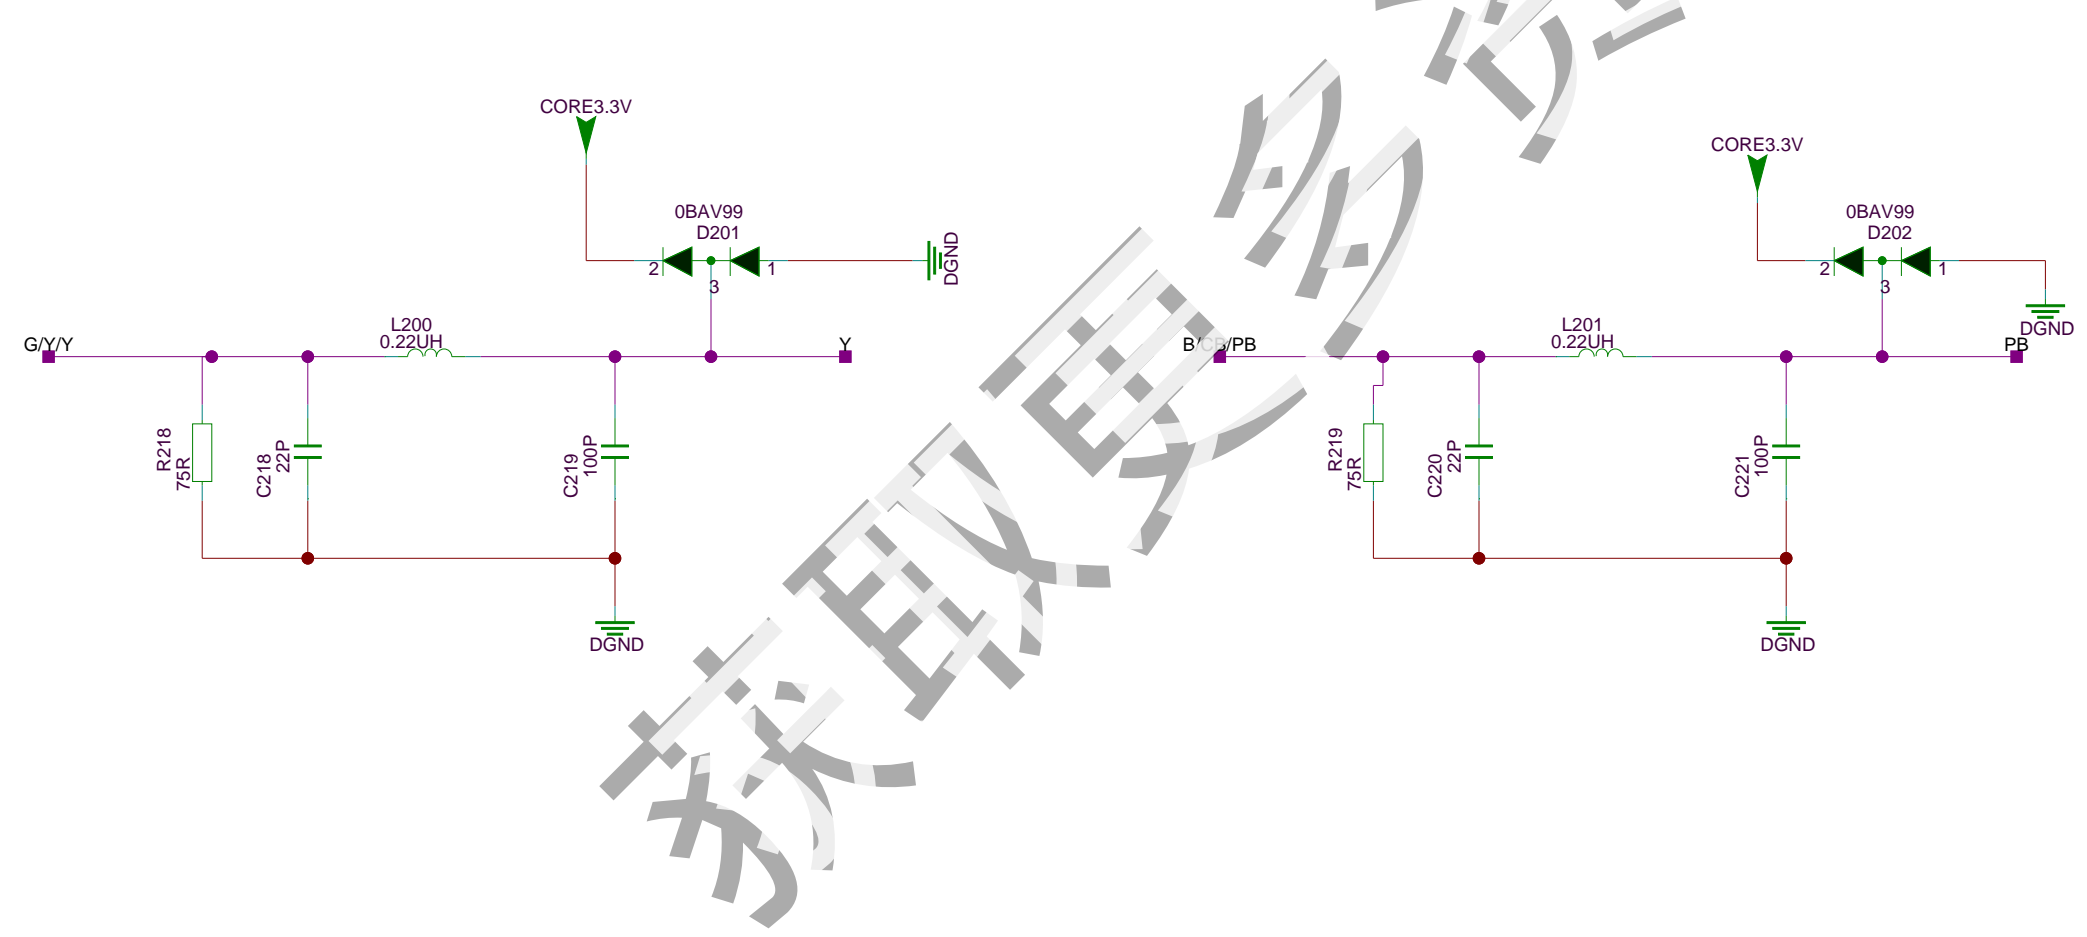 CORE3.3V
0BAV99
D201
2
1
3
DGND
G/Y/Y
L200
0.22UH
Y
R218
75R
C218
22P
C219
100P
DGND
CORE3.3V
0BAV99
D202
2
1
3
DGND
B/CB/PB
L201
0.22UH
PB
R219
75R
C220
22P
C221
100P
DGND
获取更多资